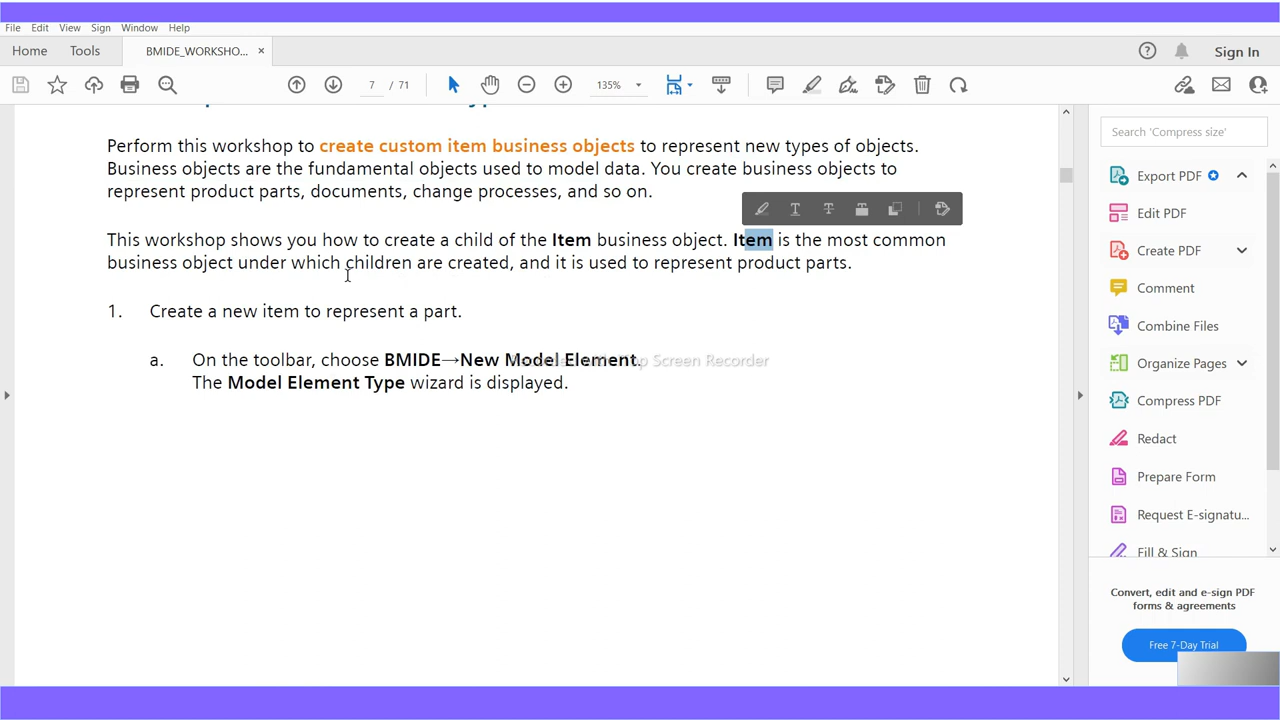 File Edit View Sign Window Help
Home Tools BMIDE_WORKSHO... × Sign In
7 / 71 135%
Perform this workshop to create custom item business objects to represent new types of objects.
Business objects are the fundamental objects used to model data. You create business objects to
represent product parts, documents, change processes, and so on.
This workshop shows you how to create a child of the Item business object. Item is the most common
business object under which children are created, and it is used to represent product parts.
1. Create a new item to represent a part.
a. On the toolbar, choose BMIDE→New Model Element.
The Model Element Type wizard is displayed.
Screen Recorder
Search 'Compress size'
Export PDF
Edit PDF
Create PDF
Comment
Combine Files
Organize Pages
Compress PDF
Redact
Prepare Form
Request E-signatu...
Fill & Sign
Convert, edit and e-sign PDF
forms & agreements
Free 7-Day Trial